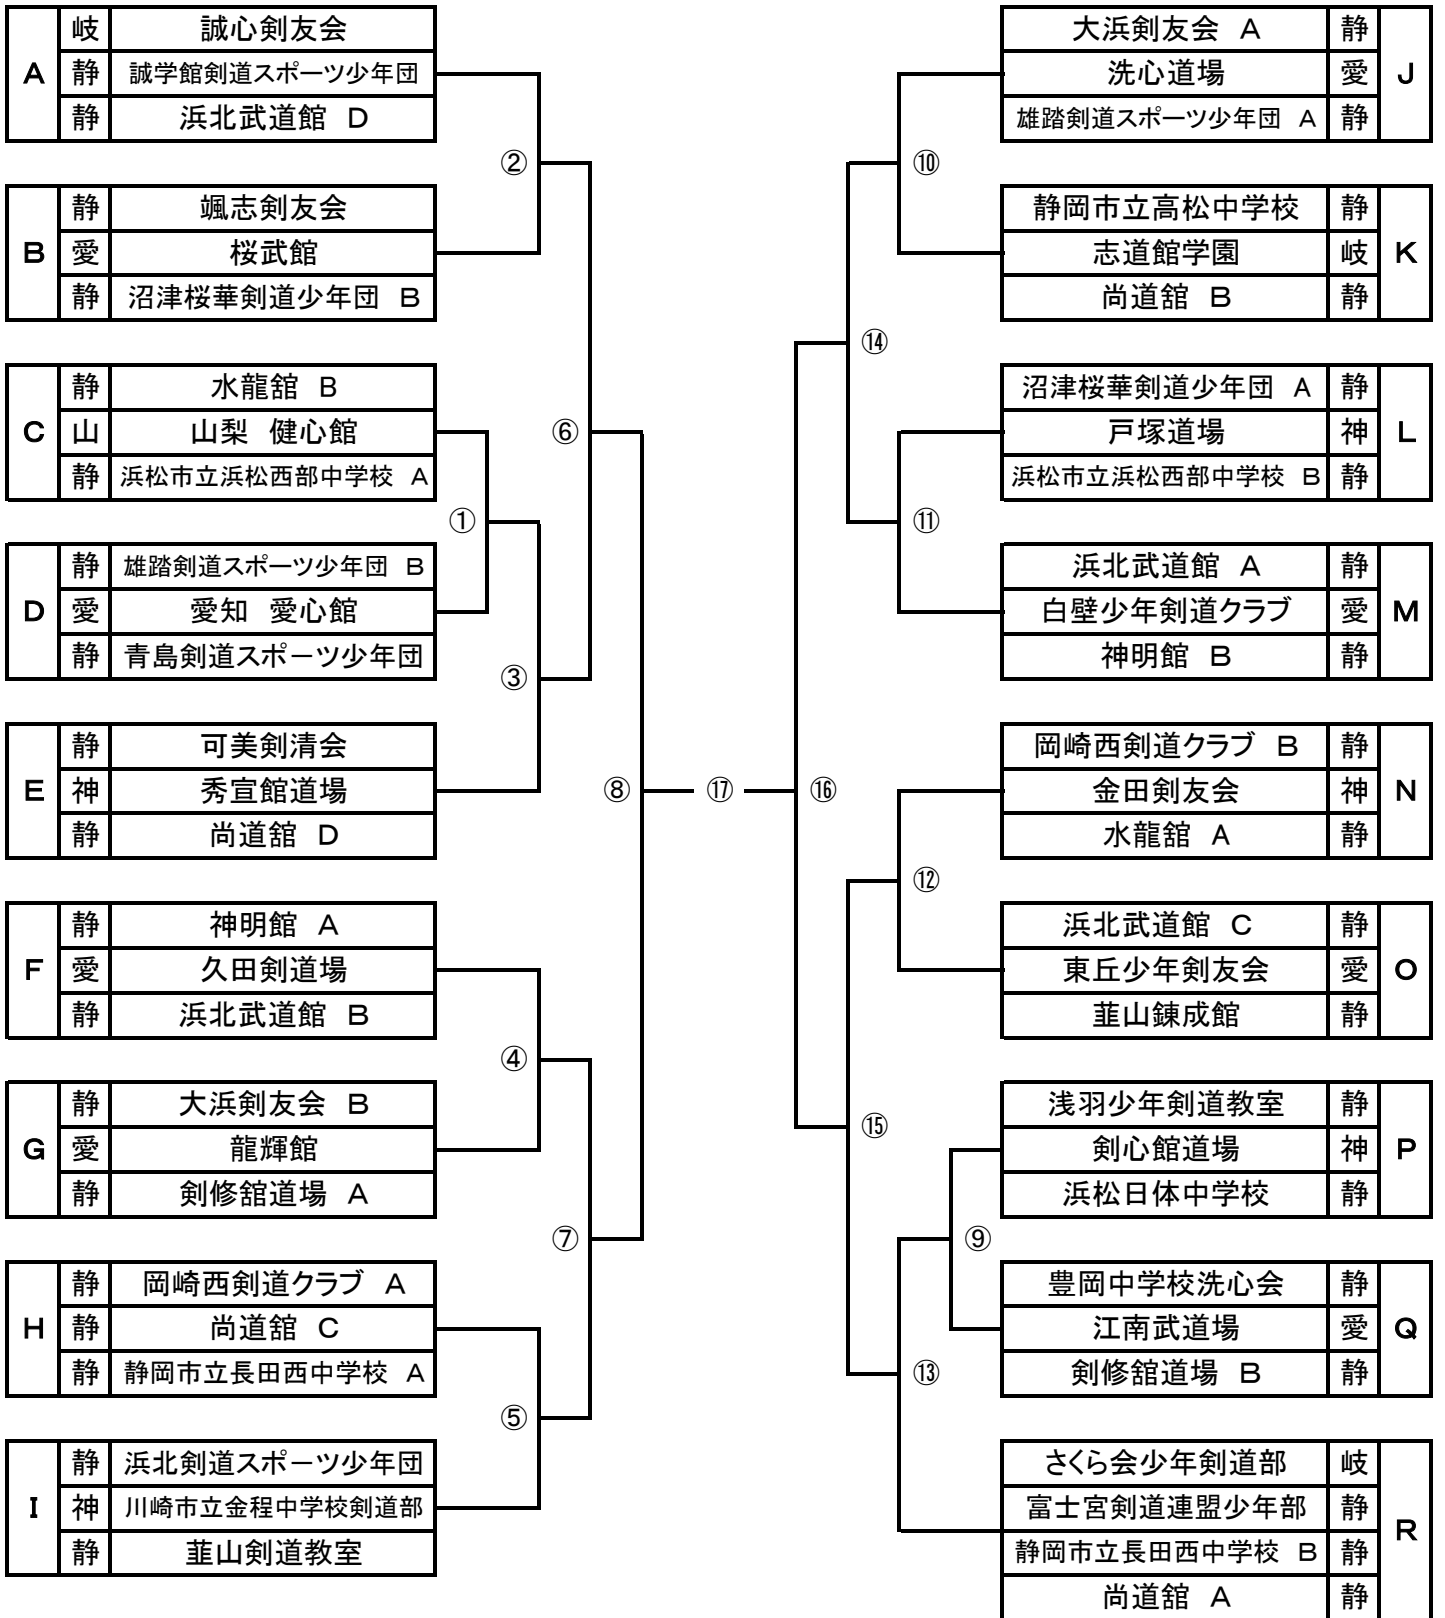 A
岐 誠心剣友会
静 誠学館剣道スポーツ少年団
静 浜北武道館 D
B
静 颯志剣友会
愛 桜武館
静 沼津桜華剣道少年団 B
C
静 水龍舘 B
山 山梨 健心館
静 浜松市立浜松西部中学校 A
D
静 雄踏剣道スポーツ少年団 B
愛 愛知 愛心館
静 青島剣道スポーツ少年団
E
静 可美剣清会
神 秀宣館道場
静 尚道舘 D
F
静 神明館 A
愛 久田剣道場
静 浜北武道館 B
G
静 大浜剣友会 B
愛 龍輝館
静 剣修舘道場 A
H
静 岡崎西剣道クラブ A
静 尚道舘 C
静 静岡市立長田西中学校 A
I
静 浜北剣道スポーツ少年団
神 川崎市立金程中学校剣道部
静 韮山剣道教室
②
①
③
⑥
④
⑤
⑦
⑧
⑰
⑯
⑭
⑮
⑩
⑪
⑫
⑬
⑨
大浜剣友会 A 静
洗心道場 愛
雄踏剣道スポーツ少年団 A 静
J
静岡市立高松中学校 静
志道館学園 岐
尚道舘 B 静
K
沼津桜華剣道少年団 A 静
戸塚道場 神
浜松市立浜松西部中学校 B 静
L
浜北武道館 A 静
白壁少年剣道クラブ 愛
神明館 B 静
M
岡崎西剣道クラブ B 静
金田剣友会 神
水龍舘 A 静
N
浜北武道館 C 静
東丘少年剣友会 愛
韮山錬成館 静
O
浅羽少年剣道教室 静
剣心館道場 神
浜松日体中学校 静
P
豊岡中学校洗心会 静
江南武道場 愛
剣修舘道場 B 静
Q
さくら会少年剣道部 岐
富士宮剣道連盟少年部 静
静岡市立長田西中学校 B 静
尚道舘 A 静
R